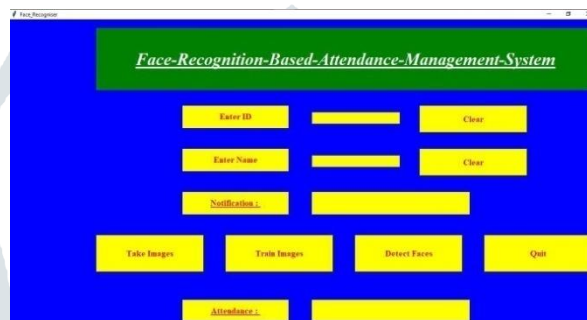 Face_Recogniser
Face-Recognition-Based-Attendance-Management-System
Enter ID Clear
Enter Name Clear
Notification :
Take Images Train Images Detect Faces Quit
Attendance :